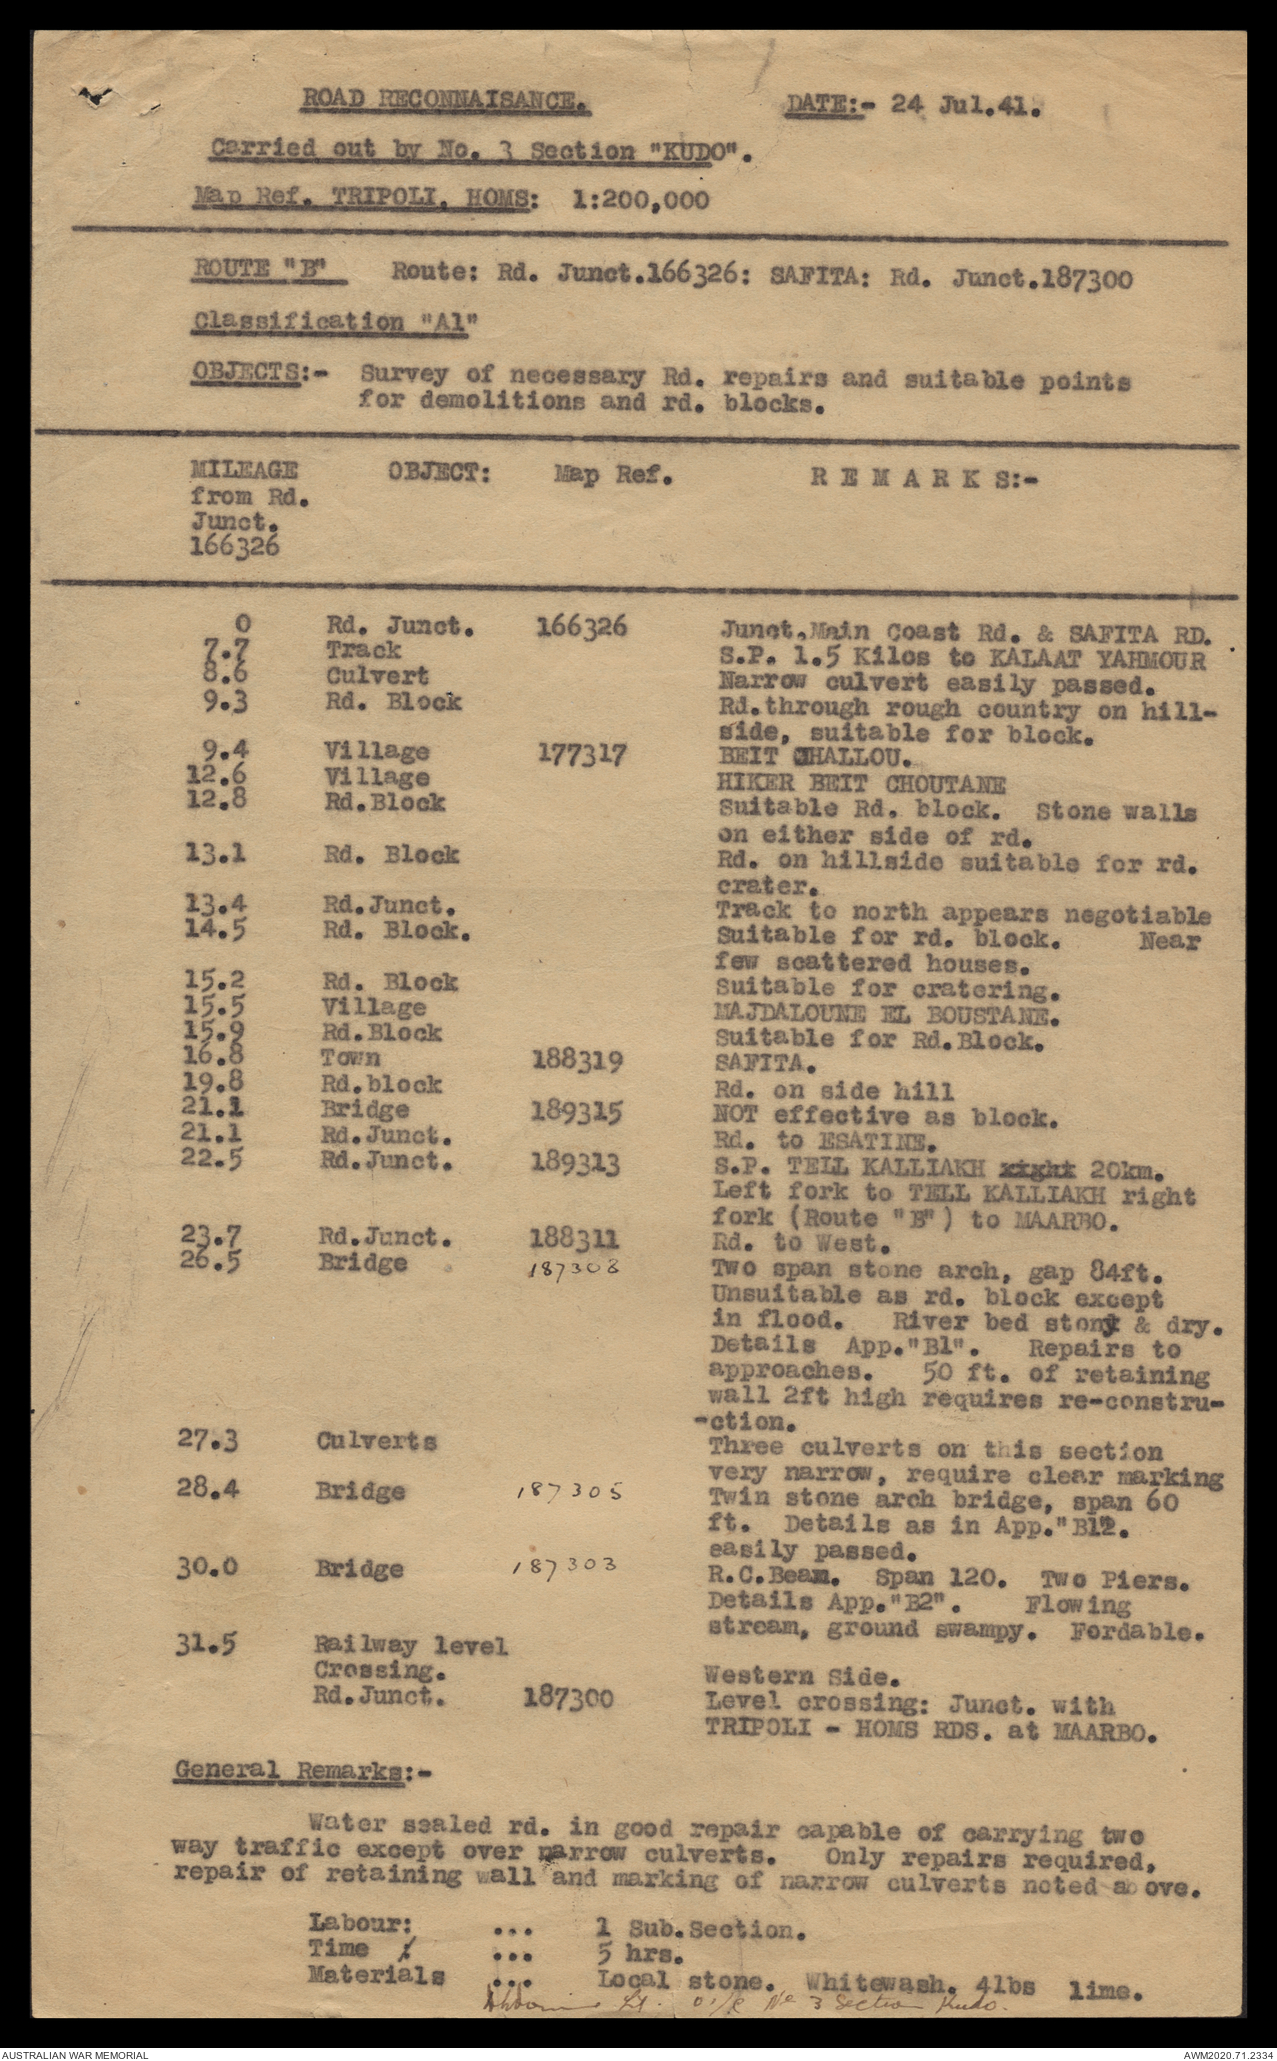 ROAD RECONNAISANCE. DATE:- 24 Jul.41.
Carried out by No. 3 Section "KUDO".
Map Ref. TRIPOLI. HOMS: 1:200,000
ROUTE "B" Route: Rd. Junct.166326: SAFITA: Rd. Junct.187300
Classification "A1"
OBJECTS:- Survey of necessary Rd. repairs and suitable points
for demolitions and rd. blocks.
MILEAGE OBJECT: Map Ref. R E M A R K S:-
from Rd.
Junct.
166326
0 Rd. Junct. 166326 Junct.Main Coast Rd. & SAFITA RD.
7.7 Track S.P. 1.5 Kilos to KALAAT YAHMOUR
8.6 Culvert Narrow culvert easily passed.
9.3 Rd. Block Rd.through rough country on hill-
side, suitable for block.
9.4 Village 177317 BEIT CHALLOU.
12.6 Village HIKER BEIT CHOUTANE
12.8 Rd.Block Suitable Rd. block. Stone walls
on either side of rd.
13.1 Rd. Block Rd. on hillside suitable for rd.
crater.
13.4 Rd.Junct. Track to north appears negotiable
14.5 Rd. Block. Suitable for rd. block. Near
few scattered houses.
15.2 Rd. Block Suitable for cratering.
15.5 Village MAJDALOUNE EL BOUSTANE.
15.9 Rd.Block Suitable for Rd.Block.
16.8 Town 188319 SAFITA.
19.8 Rd.block Rd. on side hill
21.1 Bridge 189315 NOT effective as block.
21.1 Rd.Junct. Rd. to ESATINE.
22.5 Rd.Junct. 189313 S.P. TELL KALLIAKH right 20km.
Left fork to TELL KALLIAKH right
fork (Route "B") to MAARBO.
23.7 Rd.Junct. 188311 Rd. to West.
26.5 Bridge 187308 Two span stone arch, gap 84ft.
Unsuitable as rd. block except
in flood. River bed stony & dry.
Details App."B1". Repairs to
approaches. 50 ft. of retaining
wall 2ft high requires re-constru-
-ction.
27.3 Culverts Three culverts on this section
very narrow, require clear marking
28.4 Bridge 187305 Twin stone arch bridge, span 60
ft. Details as in App."B1".
easily passed.
30.0 Bridge 187303 R.C.Beam. Span 120. Two Piers.
Details App."B2". Flowing
stream, ground swampy. Fordable.
31.5 Railway level
Crossing. Western Side.
Rd.Junct. 187300 Level crossing: Junct. with
TRIPOLI - HOMS RDS. at MAARBO.
General Remarks:-
Water sealed rd. in good repair capable of carrying two
way traffic except over narrow culverts. Only repairs required,
repair of retaining wall and marking of narrow culverts noted above.
Labour: ... 1 Sub.Section.
Time : ... 5 hrs.
Materials ... Local stone. Whitewash. 4lbs lime.
Lt. o i/c No 3 Section Kudo.
AUSTRALIAN WAR MEMORIAL AWM2020.71.2334